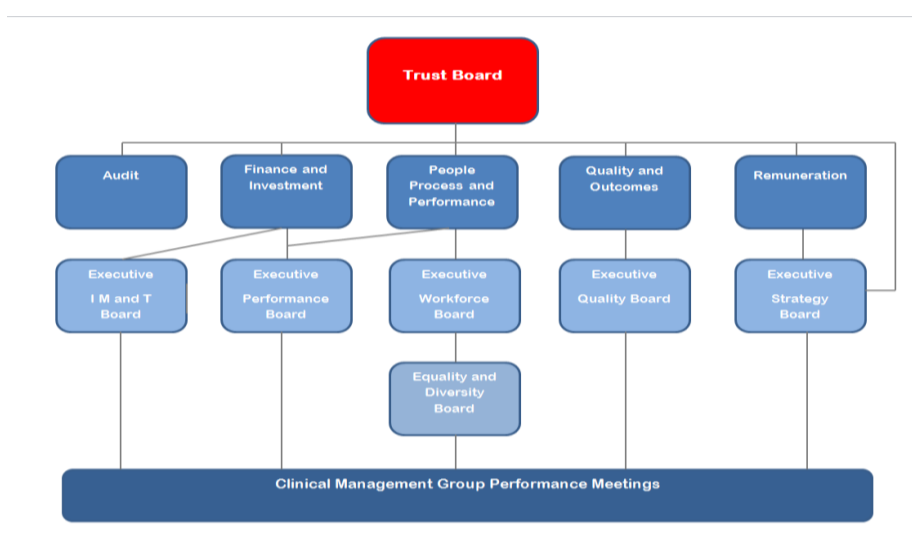 Trust Board
Audit
Finance and
Investment
People
Process and
Performance
Quality and
Outcomes
Remuneration
Executive
I M and T
Board
Executive
Performance
Board
Executive
Workforce
Board
Executive
Quality Board
Executive
Strategy
Board
Equality and
Diversity
Board
Clinical Management Group Performance Meetings